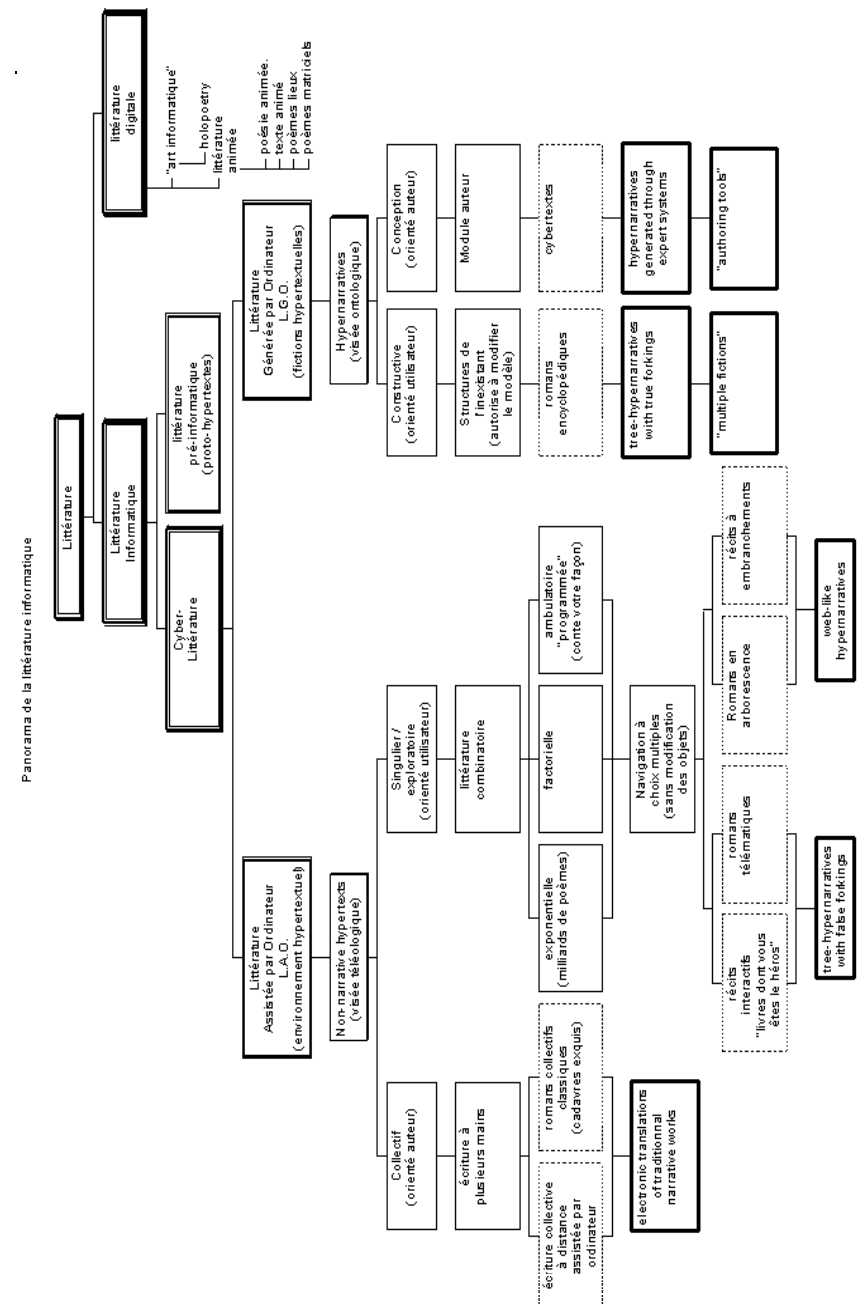 Panorama de la littérature informatique
Littérature
Littérature
Informatique
littérature
digitale
"art informatique"
holopoetry
littérature
animée
poésie animée.
texte animé
poèmes lieux
poèmes matriciels
Cyber-
Littérature
littérature
pré-informatique
(proto-hypertextes)
Littérature
Assistée par Ordinateur
L.A.O.
(environnement hypertextuel)
Littérature
Générée par Ordinateur
L.G.O.
(fictions hypertextuelles)
Non-narrative hypertexts
(visée téléologique)
Hypernarratives
(visée ontologique)
Collectif
(orienté auteur)
Singulier /
exploratoire
(orienté utilisateur)
Constructive
(orienté utilisateur)
Conception
(orienté auteur)
écriture à
plusieurs mains
littérature
combinatoire
Structures de
l'inexistant
(autorise à modifier
le modèle)
Module auteur
écriture collective
à distance
assistée par
ordinateur
romans collectifs
classiques
(cadavres exquis)
exponentielle
(milliards de poèmes)
factorielle
ambulatoire
"programmée"
(conte votre façon)
romans
encyclopédiques
cybertextes
electronic translations
of traditionnal
narrative works
Navigation à
choix multiples
(sans modification
des objets)
tree-hypernarratives
with true forkings
hypernarratives
generated through
expert systems
récits
interactifs
"livres dont vous
êtes le héros"
romans
télématiques
Romans en
arborescence
récits à
embranchements
"multiple fictions"
"authoring tools"
tree-hypernarratives
with false forkings
web-like
hypernarratives